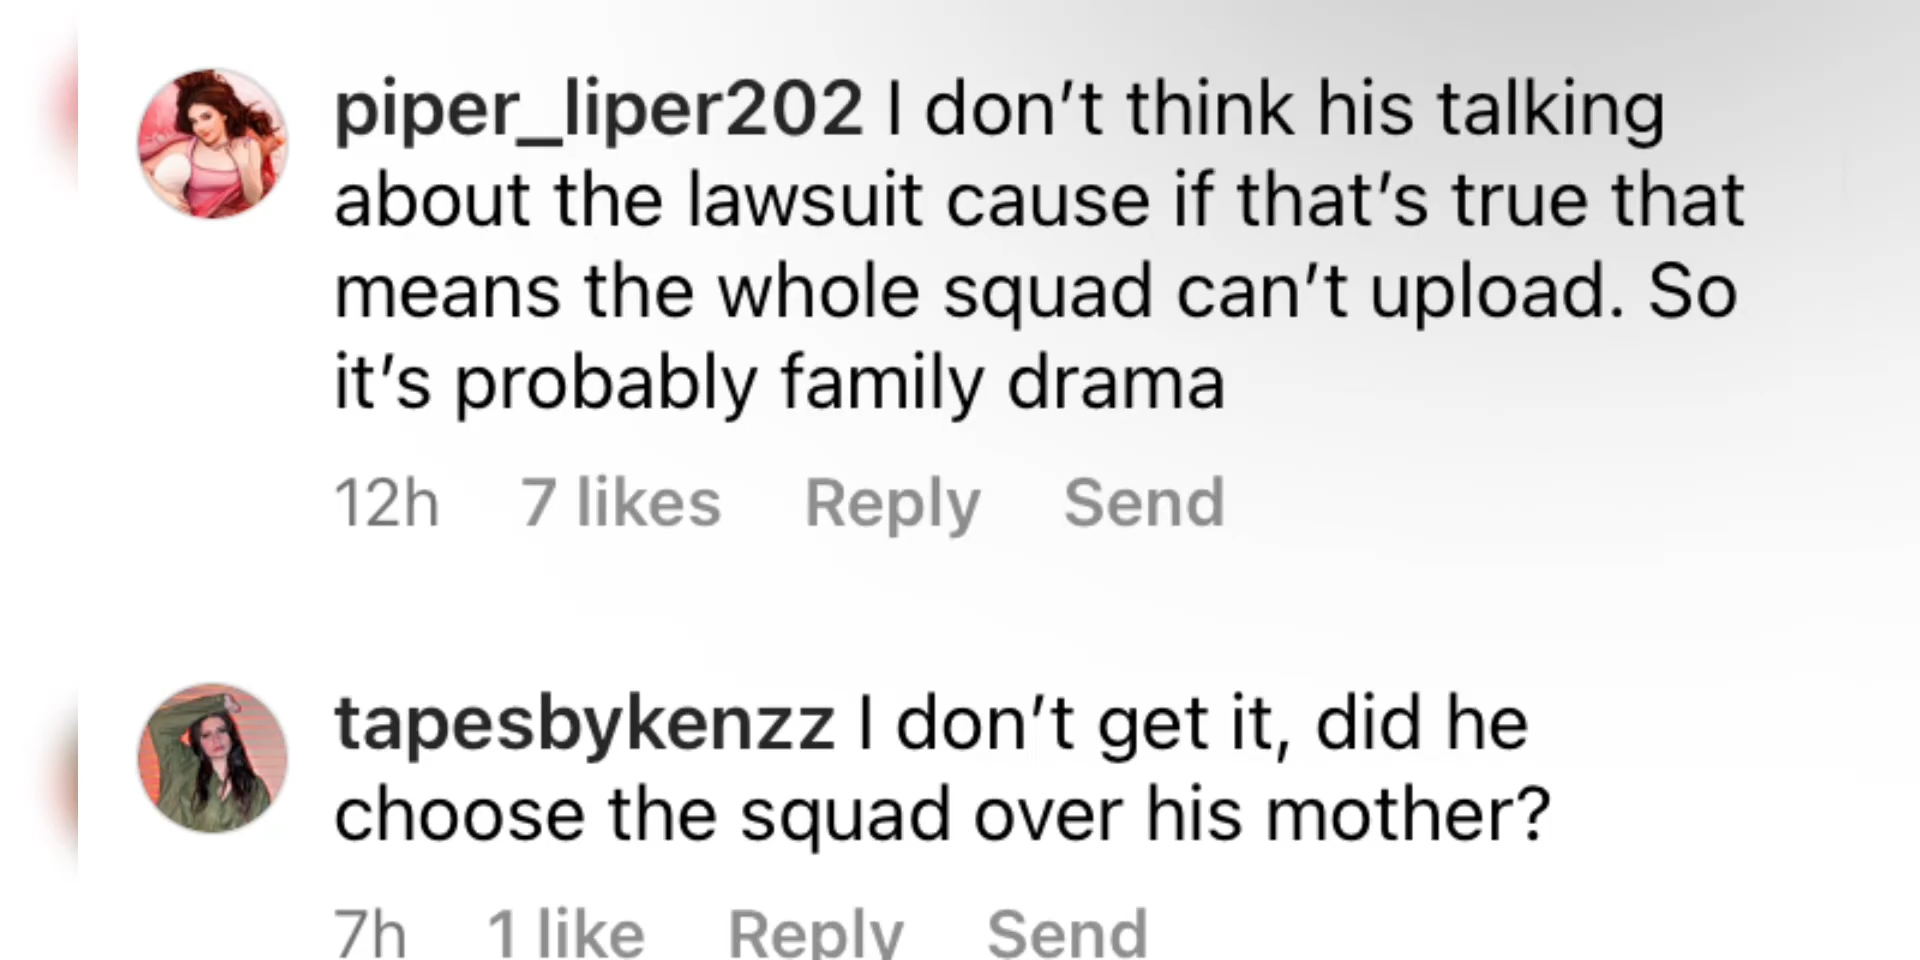 piper_liper202 I don’t think his talking
about the lawsuit cause if that’s true that
means the whole squad can’t upload. So
it’s probably family drama
12h 7 likes Reply Send
tapesbykenzz I don’t get it, did he
choose the squad over his mother?
7h 1 like Reply Send